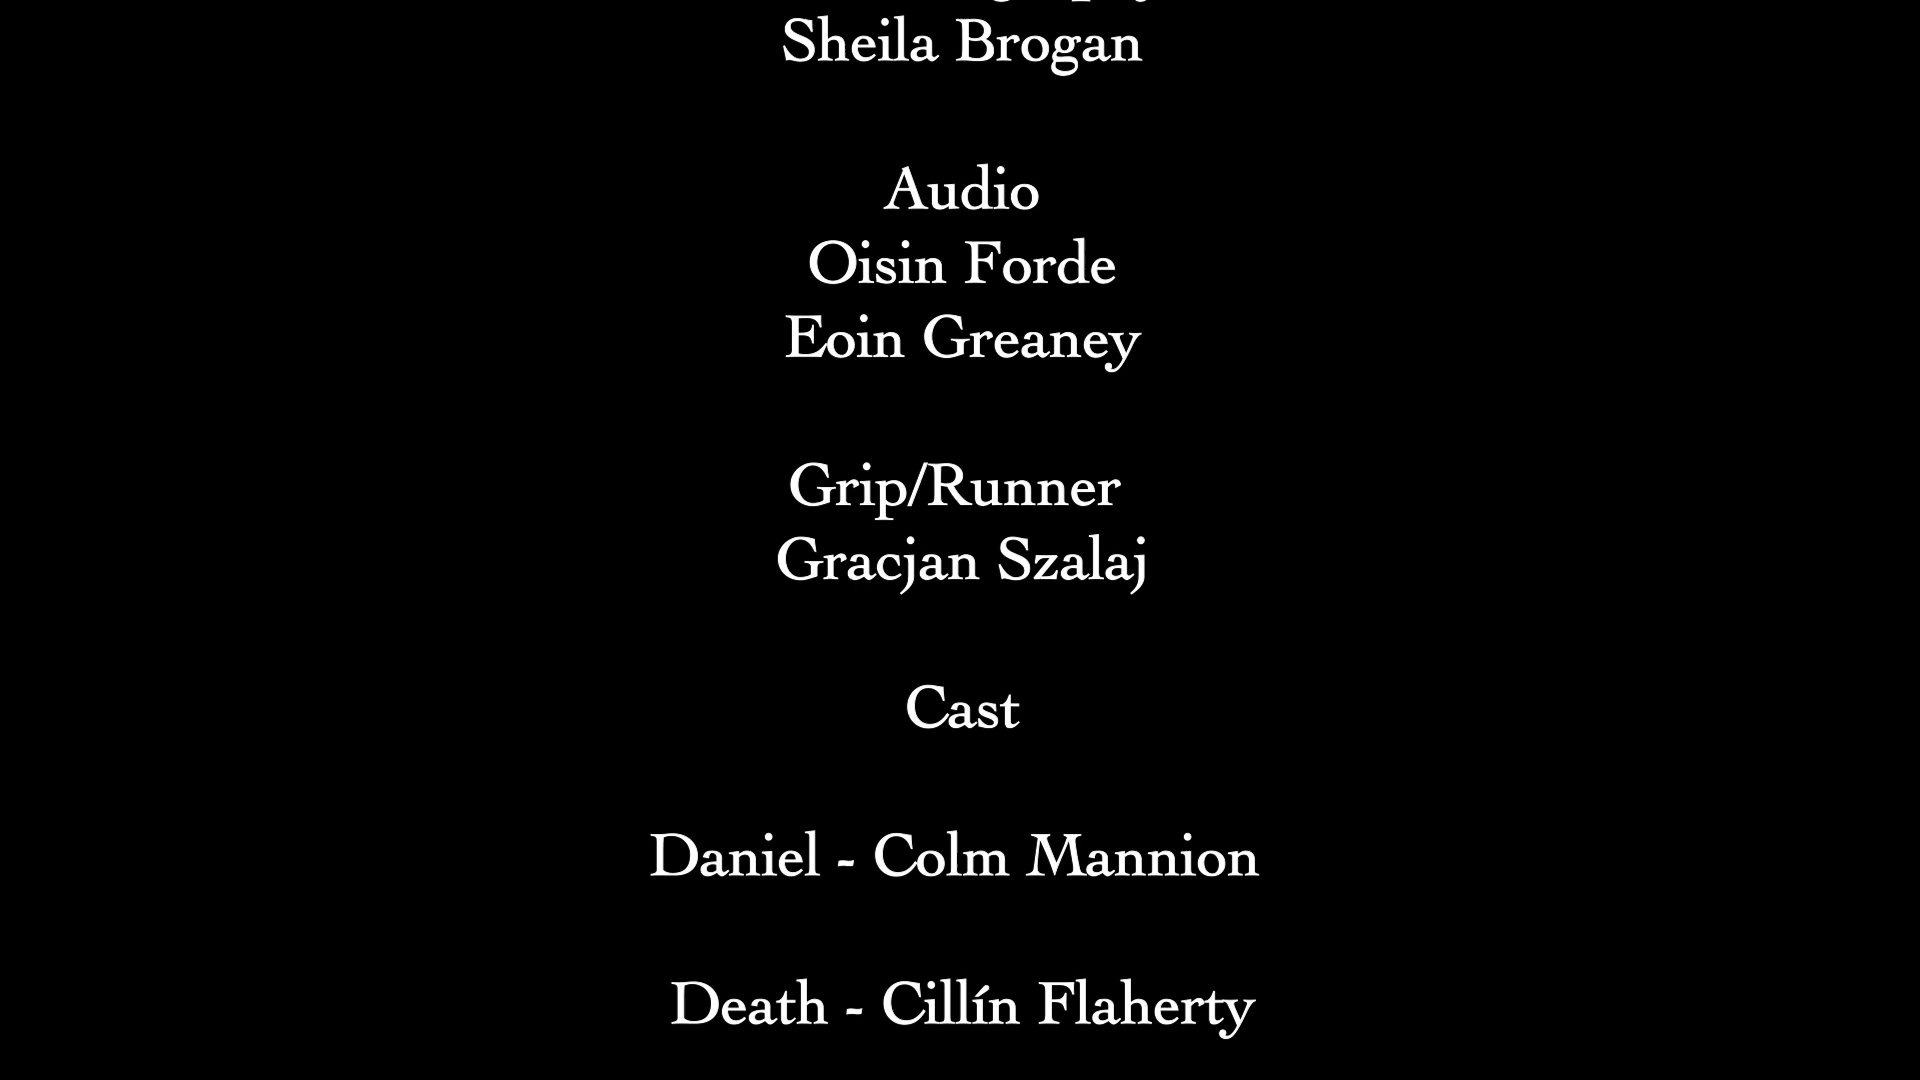 Sheila Brogan
Audio
Oisin Forde
Eoin Greaney
Grip/Runner
Gracjan Szalaj
Cast
Daniel - Colm Mannion
Death - Cillín Flaherty